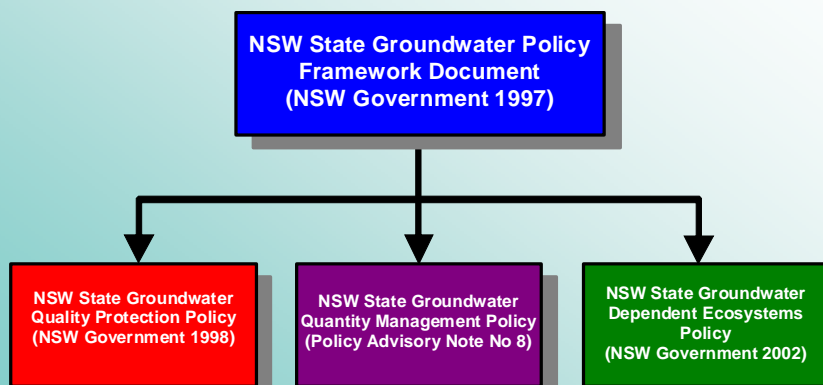 NSW State Groundwater Policy
Framework Document
(NSW Government 1997)
NSW State Groundwater
Quality Protection Policy
(NSW Government 1998)
NSW State Groundwater
Quantity Management Policy
(Policy Advisory Note No 8)
NSW State Groundwater
Dependent Ecosystems
Policy
(NSW Government 2002)